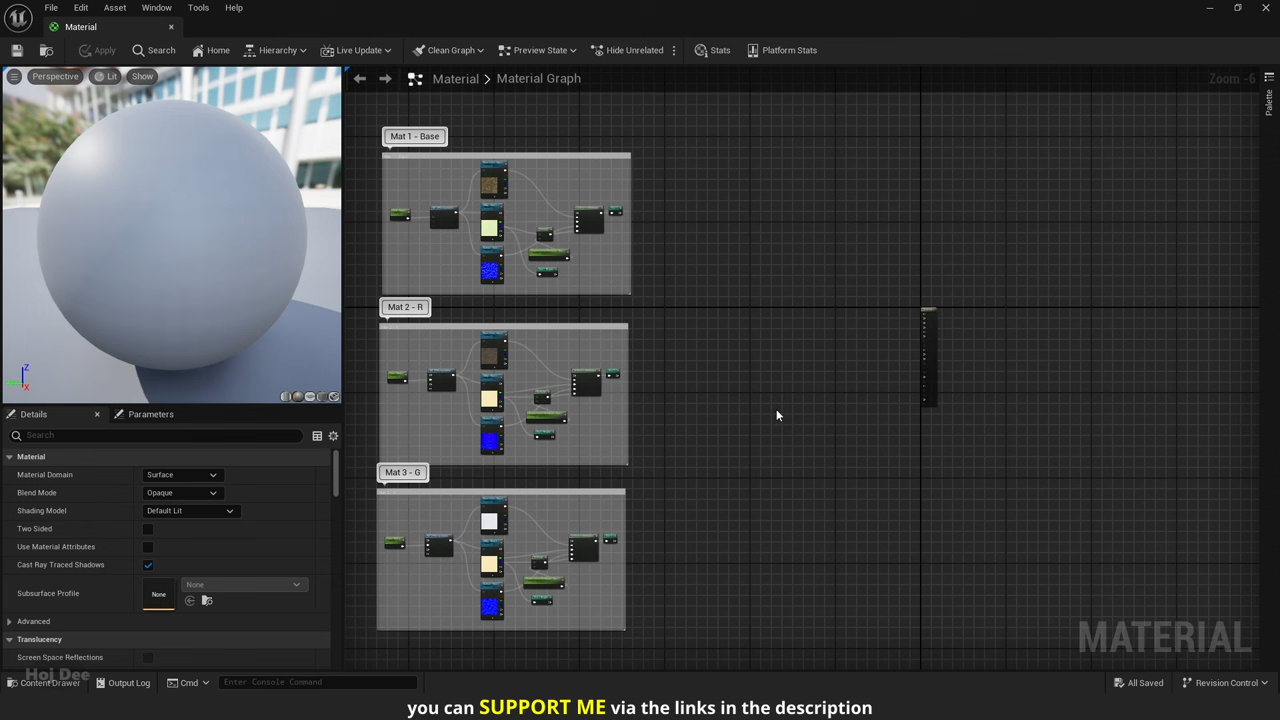 File Edit Asset Window Tools Help
Material
Apply Search Home Hierarchy Live Update Clean Graph Preview State Hide Unrelated Stats Platform Stats
Perspective Lit Show
Material > Material Graph
Zoom -6
Palette
Mat 1 - Base
Mat 2 - R
Mat 3 - G
Z
X
Details
Parameters
Search
Material
Material Domain Surface
Blend Mode Opaque
Shading Model Default Lit
Two Sided
Use Material Attributes
Cast Ray Traced Shadows
Subsurface Profile None None
Advanced
Translucency
Screen Space Reflections
MATERIAL
Hoj Dee
Content Drawer Output Log Cmd Enter Console Command All Saved Revision Control
you can SUPPORT ME via the links in the description